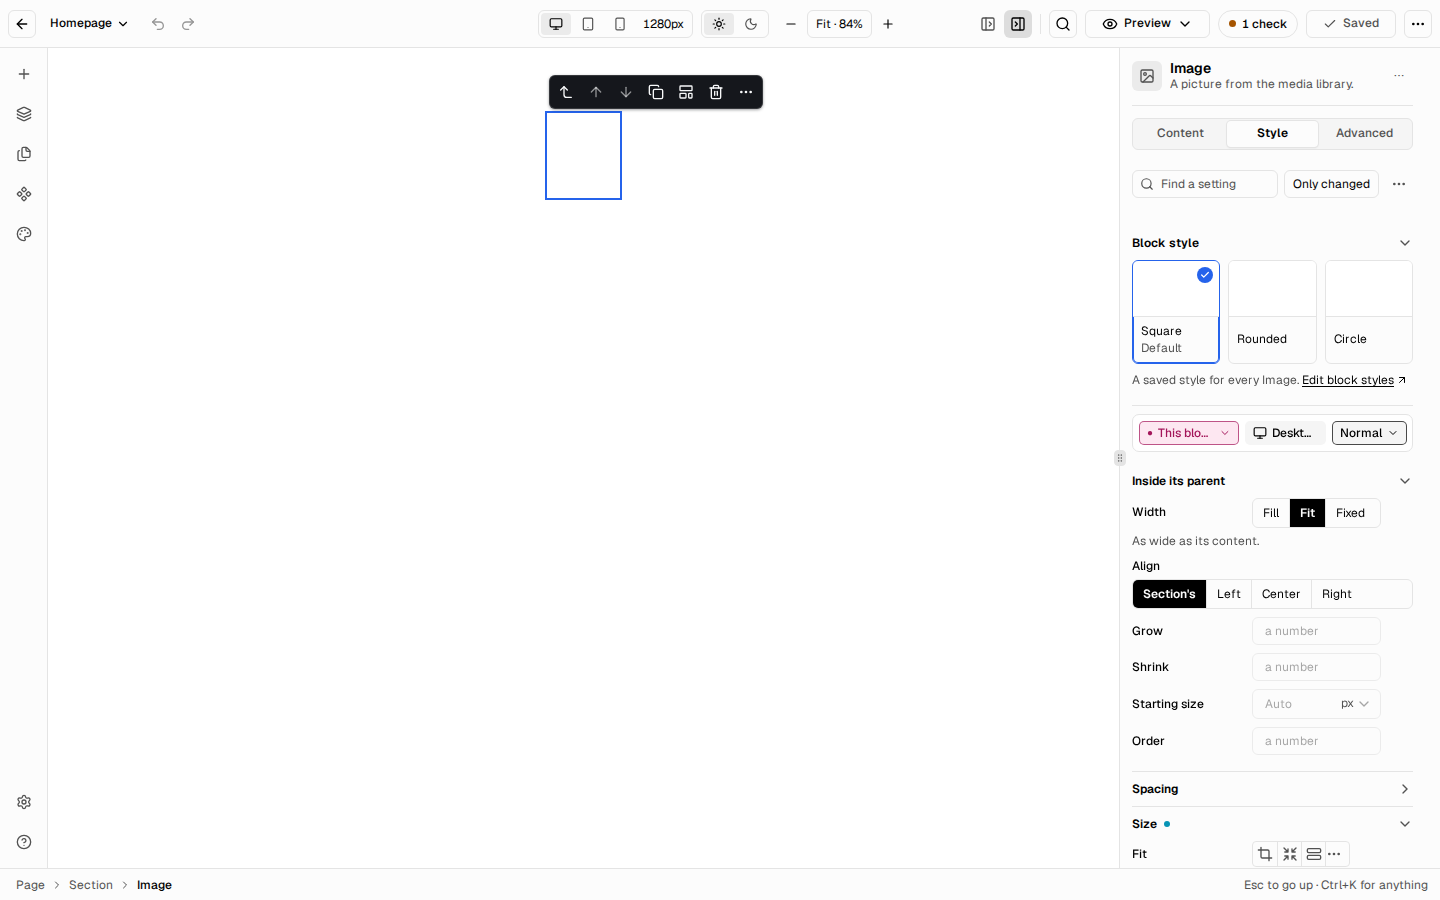 Homepage
1280px
Fit · 84%
Preview
1 check
Saved
Image
A picture from the media library.
Content
Style
Advanced
Find a setting
Only changed
Block style
Square
Default
Rounded
Circle
A saved style for every Image. Edit block styles
This blo...
Deskt...
Normal
Inside its parent
Width
Fill
Fit
Fixed
As wide as its content.
Align
Section's
Left
Center
Right
Grow
a number
Shrink
a number
Starting size
Auto
px
Order
a number
Spacing
Size
Fit
Page
Section
Image
Esc to go up · Ctrl+K for anything